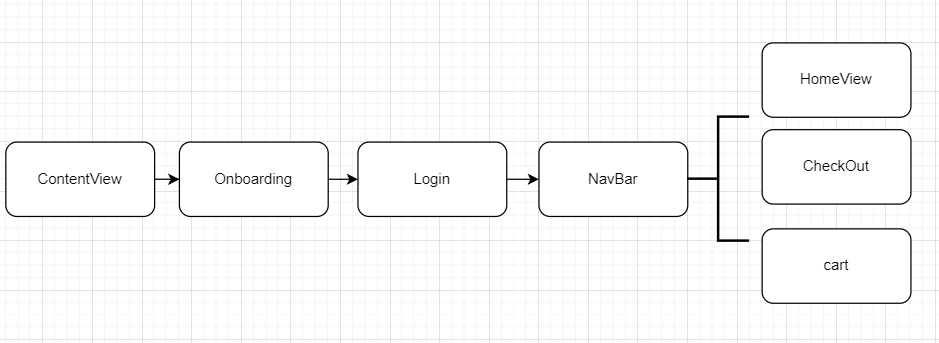 ContentView
Onboarding
Login
NavBar
HomeView
CheckOut
cart